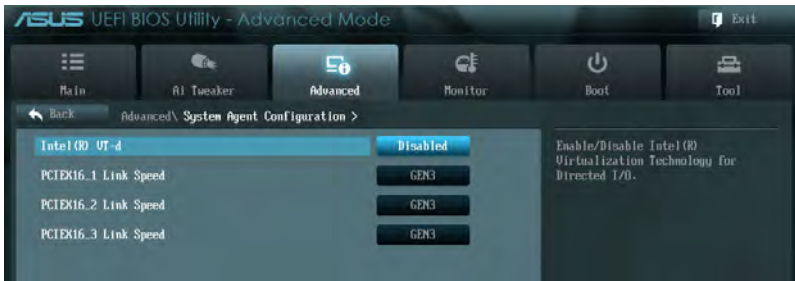 ASUS UEFI BIOS Utility - Advanced Mode
Exit
Main
Ai Tweaker
Advanced
Monitor
Boot
Tool
Back
Advanced\ System Agent Configuration >
Intel(R) VT-d
Disabled
PCIEX16_1 Link Speed
GEN3
PCIEX16_2 Link Speed
GEN3
PCIEX16_3 Link Speed
GEN3
Enable/Disable Intel(R)
Virtualization Technology for
Directed I/O.